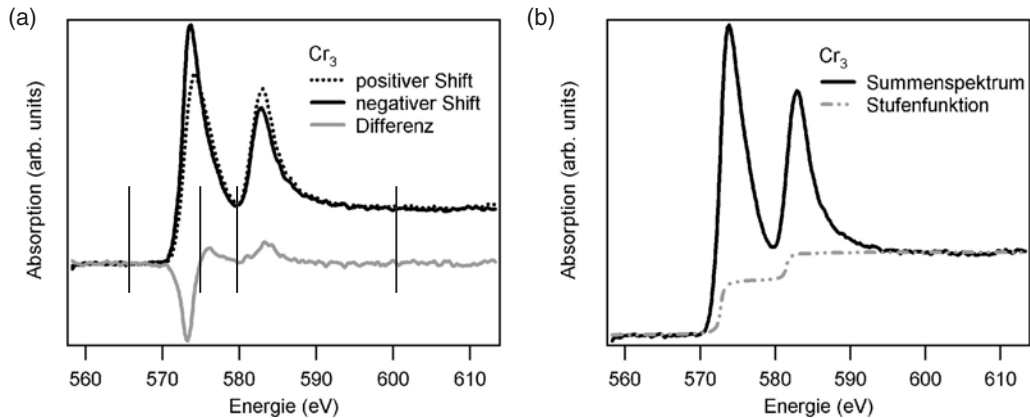 (a)
Absorption (arb. units)
Cr₃
positiver Shift
negativer Shift
Differenz
560 570 580 590 600 610
Energie (eV)
(b)
Absorption (arb. units)
Cr₃
Summenspektrum
Stufenfunktion
560 570 580 590 600 610
Energie (eV)